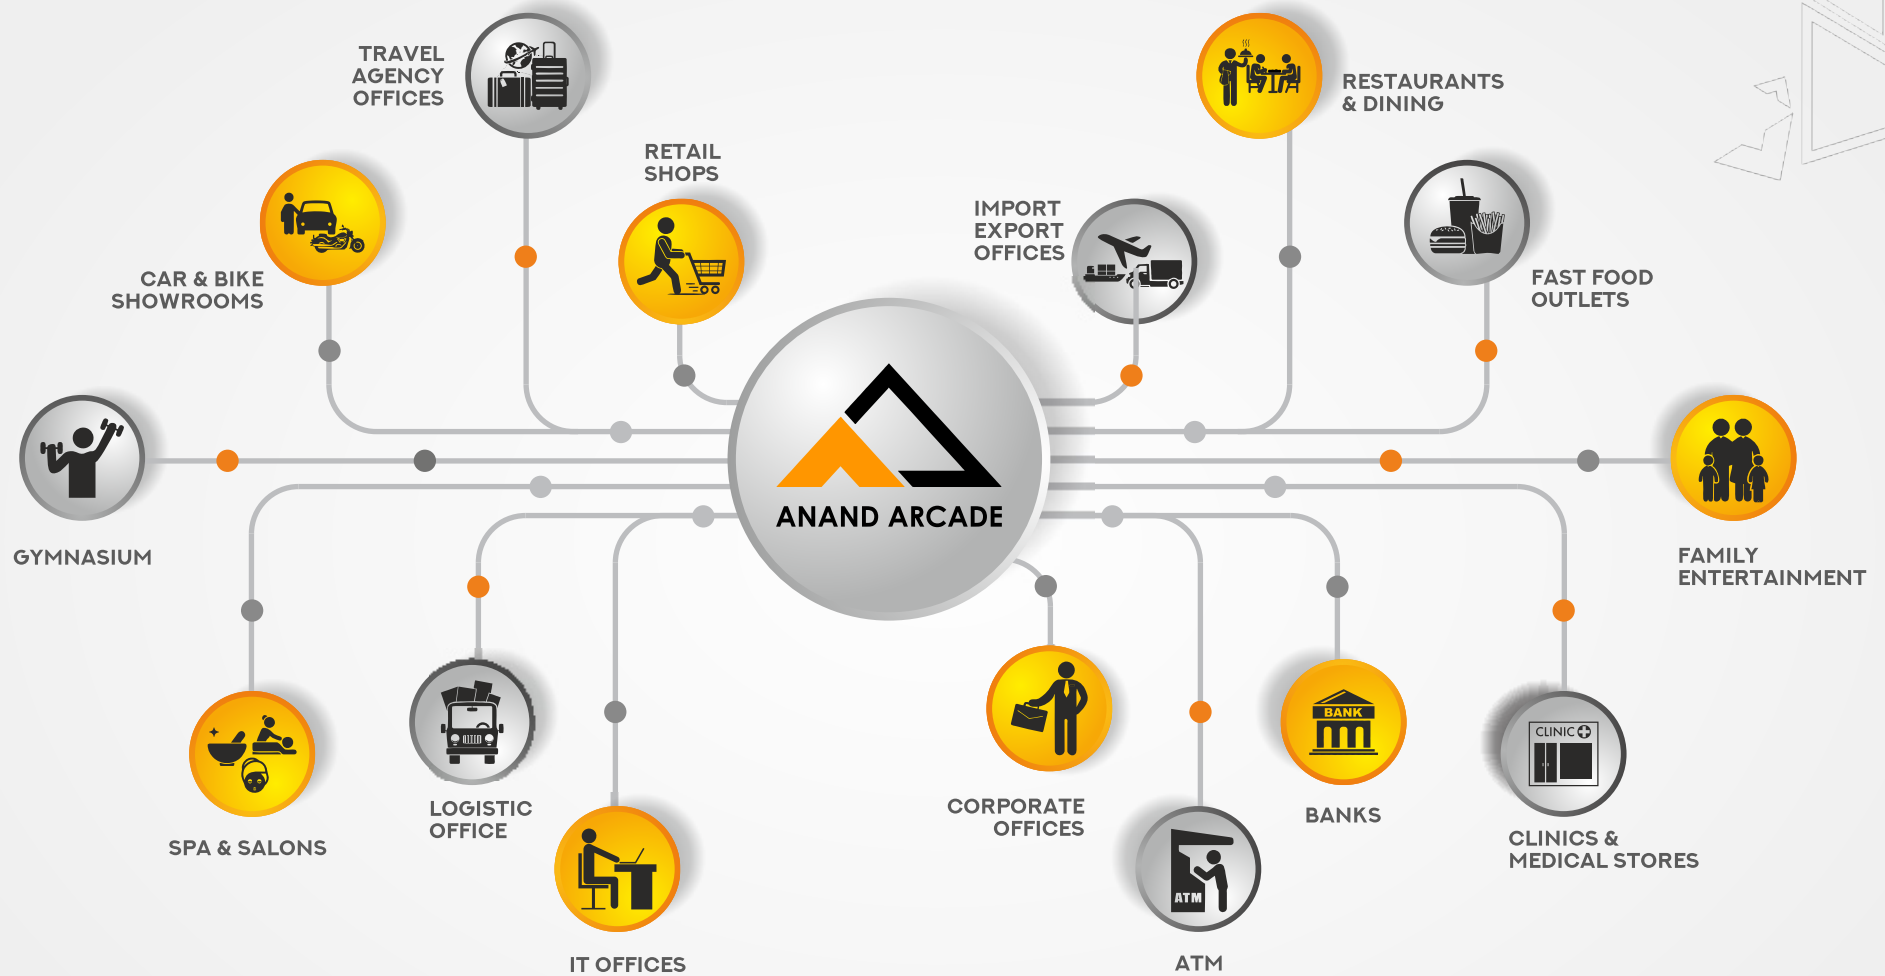 TRAVEL
AGENCY
OFFICES
RESTAURANTS
& DINING
RETAIL
SHOPS
IMPORT
EXPORT
OFFICES
CAR & BIKE
SHOWROOMS
FAST FOOD
OUTLETS
ANAND ARCADE
GYMNASIUM
FAMILY
ENTERTAINMENT
BANK
CLINIC
LOGISTIC
OFFICE
CORPORATE
OFFICES
BANKS
SPA & SALONS
CLINICS &
MEDICAL STORES
ATM
IT OFFICES
ATM